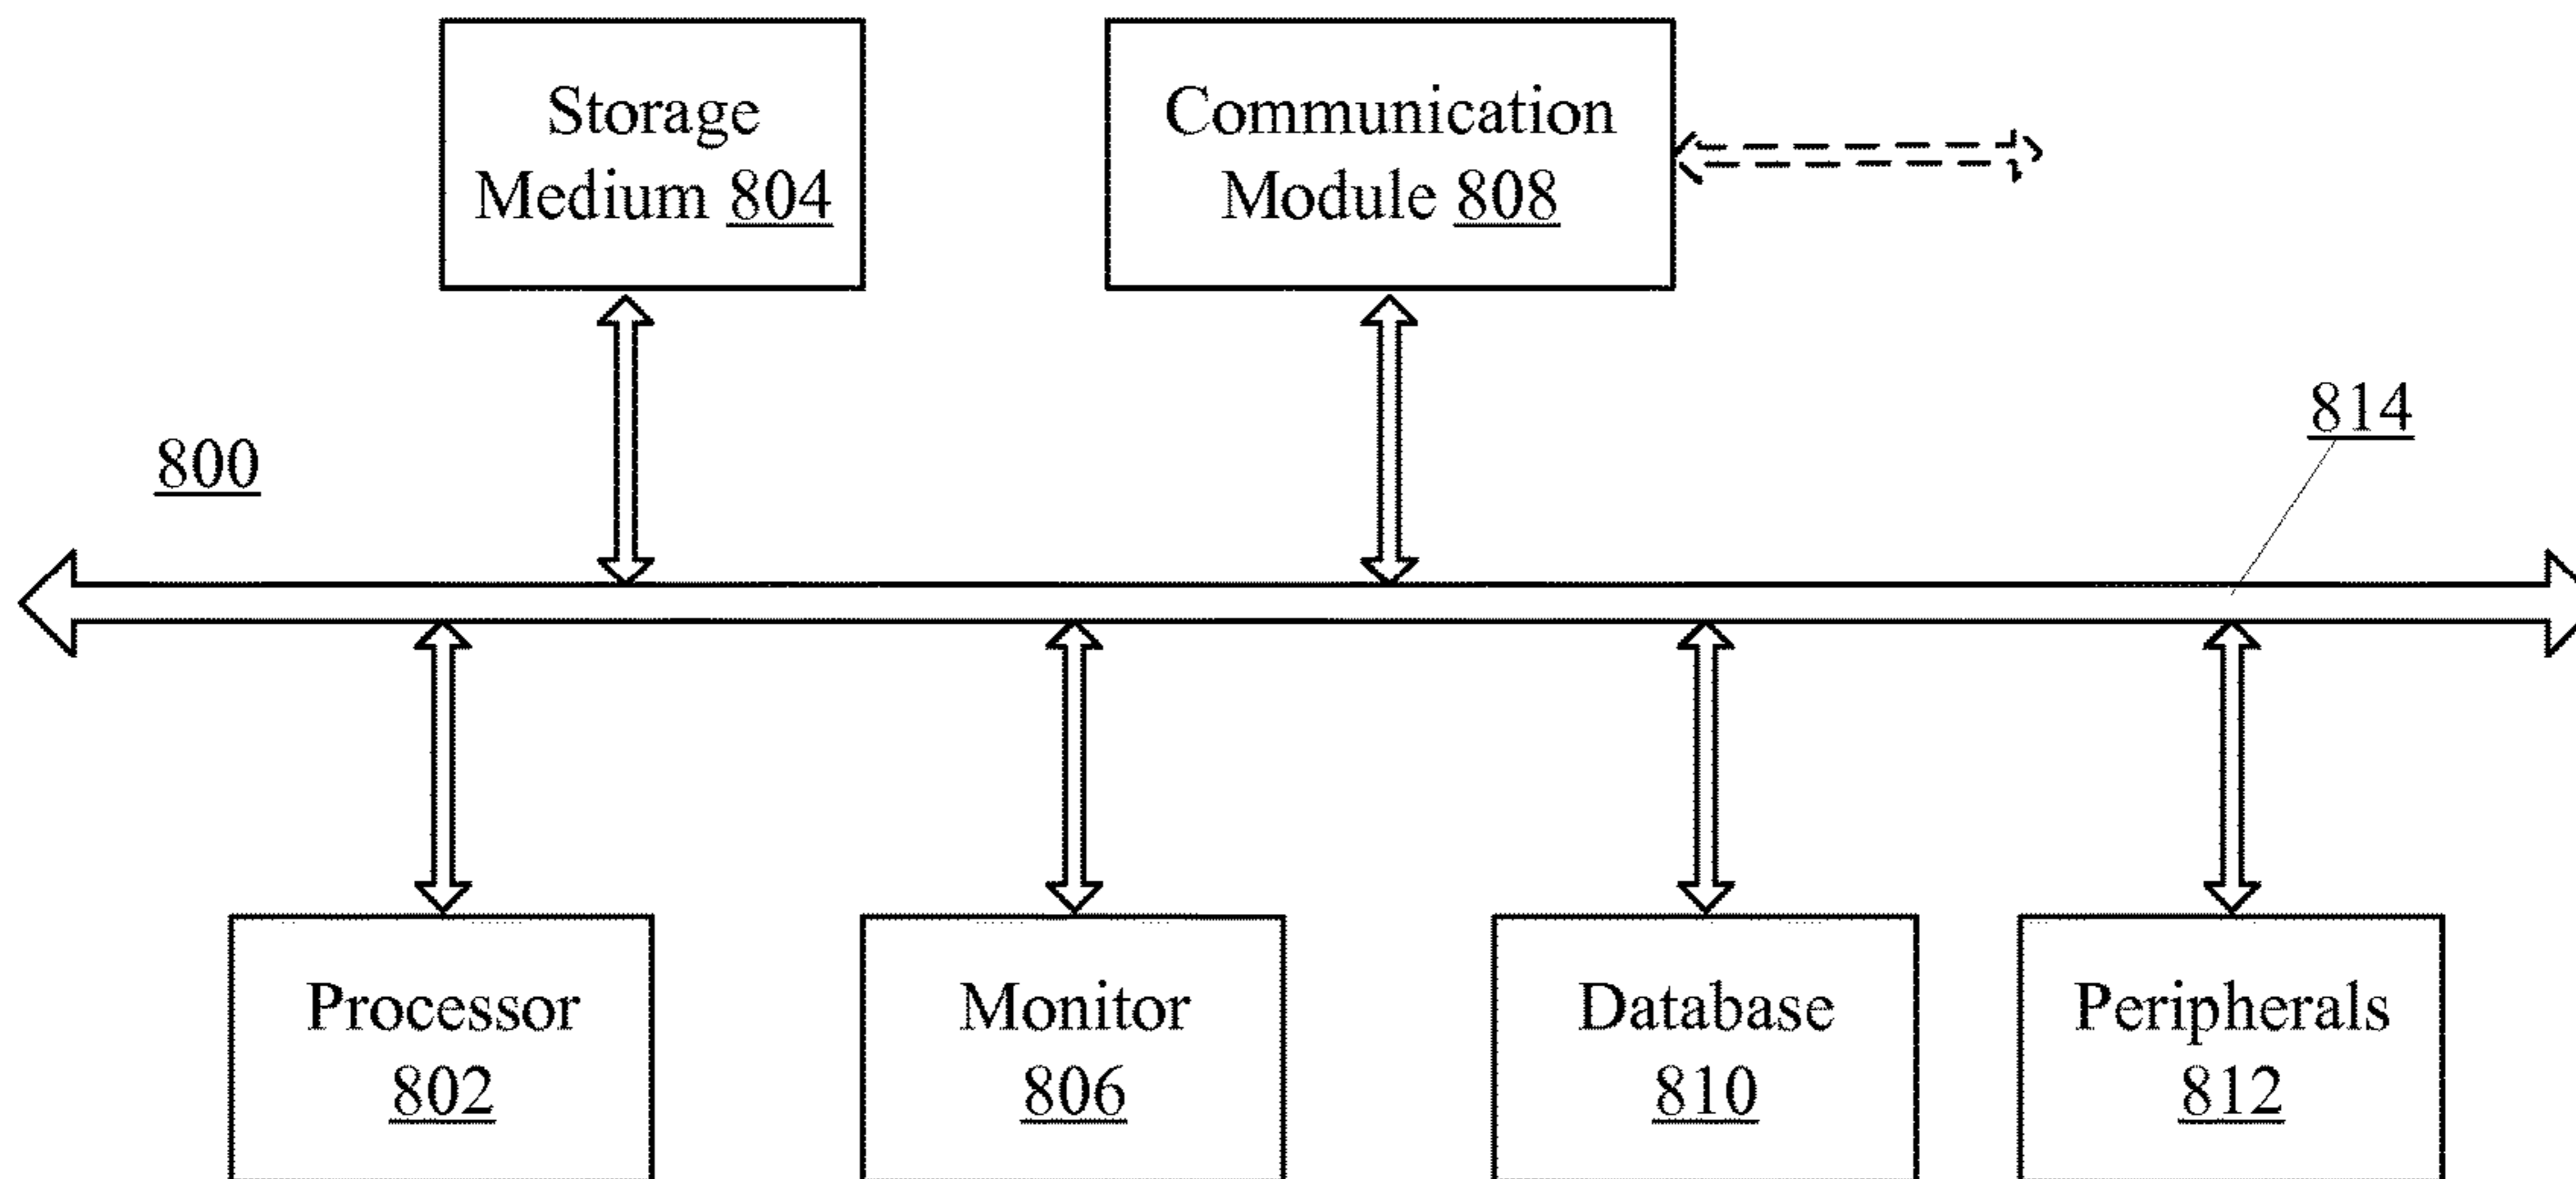 Storage
Medium 804
Communication
Module 808
814
800
Processor
802
Monitor
806
Database
810
Peripherals
812